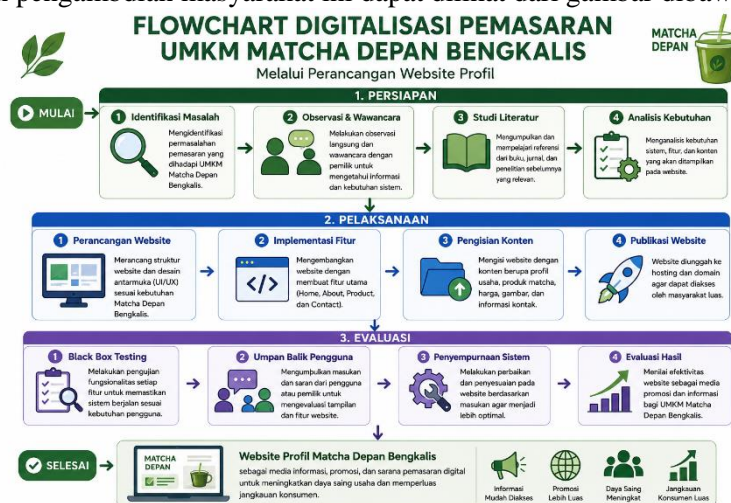 pengambulan masyarakat ini dapat dilihat dari gambar dibaw
FLOWCHART DIGITALISASI PEMASARAN
UMKM MATCHA DEPAN BENGKALIS
Melalui Perancangan Website Profil
MATCHA
DEPAN
MULAI
1. PERSIAPAN
1 Identifikasi Masalah
Mengidentifikasi
permasalahan
pemasaran yang
dihadapi UMKM
Matcha Depan
Bengkalis.
2 Observasi & Wawancara
Melakukan observasi
langsung dan
wawancara dengan
pemilik untuk
mengetahui informasi
dan kebutuhan sistem.
3 Studi Literatur
Mengumpulkan dan
mempelajari referensi
dari buku, jurnal, dan
penelitian sebelumnya
yang relevan.
4 Analisis Kebutuhan
Menganalisis kebutuhan
sistem, fitur, dan konten
yang akan ditampilkan
pada website.
2. PELAKSANAAN
1 Perancangan Website
Merancang struktur
website dan desain
antarmuka (UI/UX)
sesuai kebutuhan
Matcha Depan
Bengkalis.
2 Implementasi Fitur
</>
Mengembangkan
website dengan
membuat fitur utama
(Home, About, Product,
dan Contact).
3 Pengisian Konten
Mengisi website dengan
konten berupa profil
usaha, produk matcha,
harga, gambar, dan
informasi kontak.
4 Publikasi Website
Website diunggah ke
hosting dan domain
agar dapat diakses
oleh masyarakat luas.
3. EVALUASI
1 Black Box Testing
Melakukan pengujian
fungsionalitas setiap
fitur untuk memastikan
sistem berjalan sesuai
kebutuhan pengguna.
2 Umpan Balik Pengguna
Mengumpulkan masukan
dan saran dari pengguna
atau pemilik untuk
mengevaluasi tampilan
dan fitur website.
3 Penyempurnaan Sistem
Melakukan perbaikan
dan penyesuaian pada
website berdasarkan
masukan agar menjadi
lebih optimal.
4 Evaluasi Hasil
Menilai efektivitas
website sebagai media
promosi dan informasi
bagi UMKM Matcha
Depan Bengkalis.
SELESAI
MATCHA
DEPAN
Website Profil Matcha Depan Bengkalis
sebagai media informasi, promosi, dan sarana pemasaran digital
untuk meningkatkan daya saing usaha dan memperluas
jangkauan konsumen.
Informasi
Mudah Diakses
Promosi
Lebih Luas
Daya Saing
Meningkat
Jangkauan
Konsumen Luas